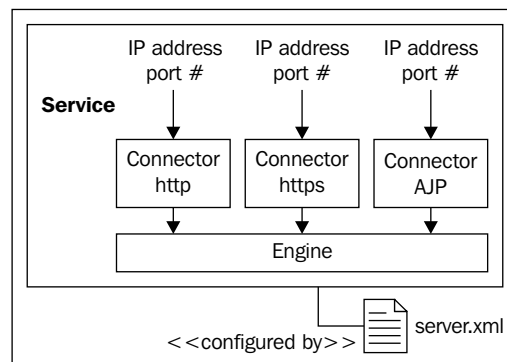 IP address
port #
IP address
port #
IP address
port #
Service
Connector
http
Connector
https
Connector
AJP
Engine
server.xml
<<configured by>>